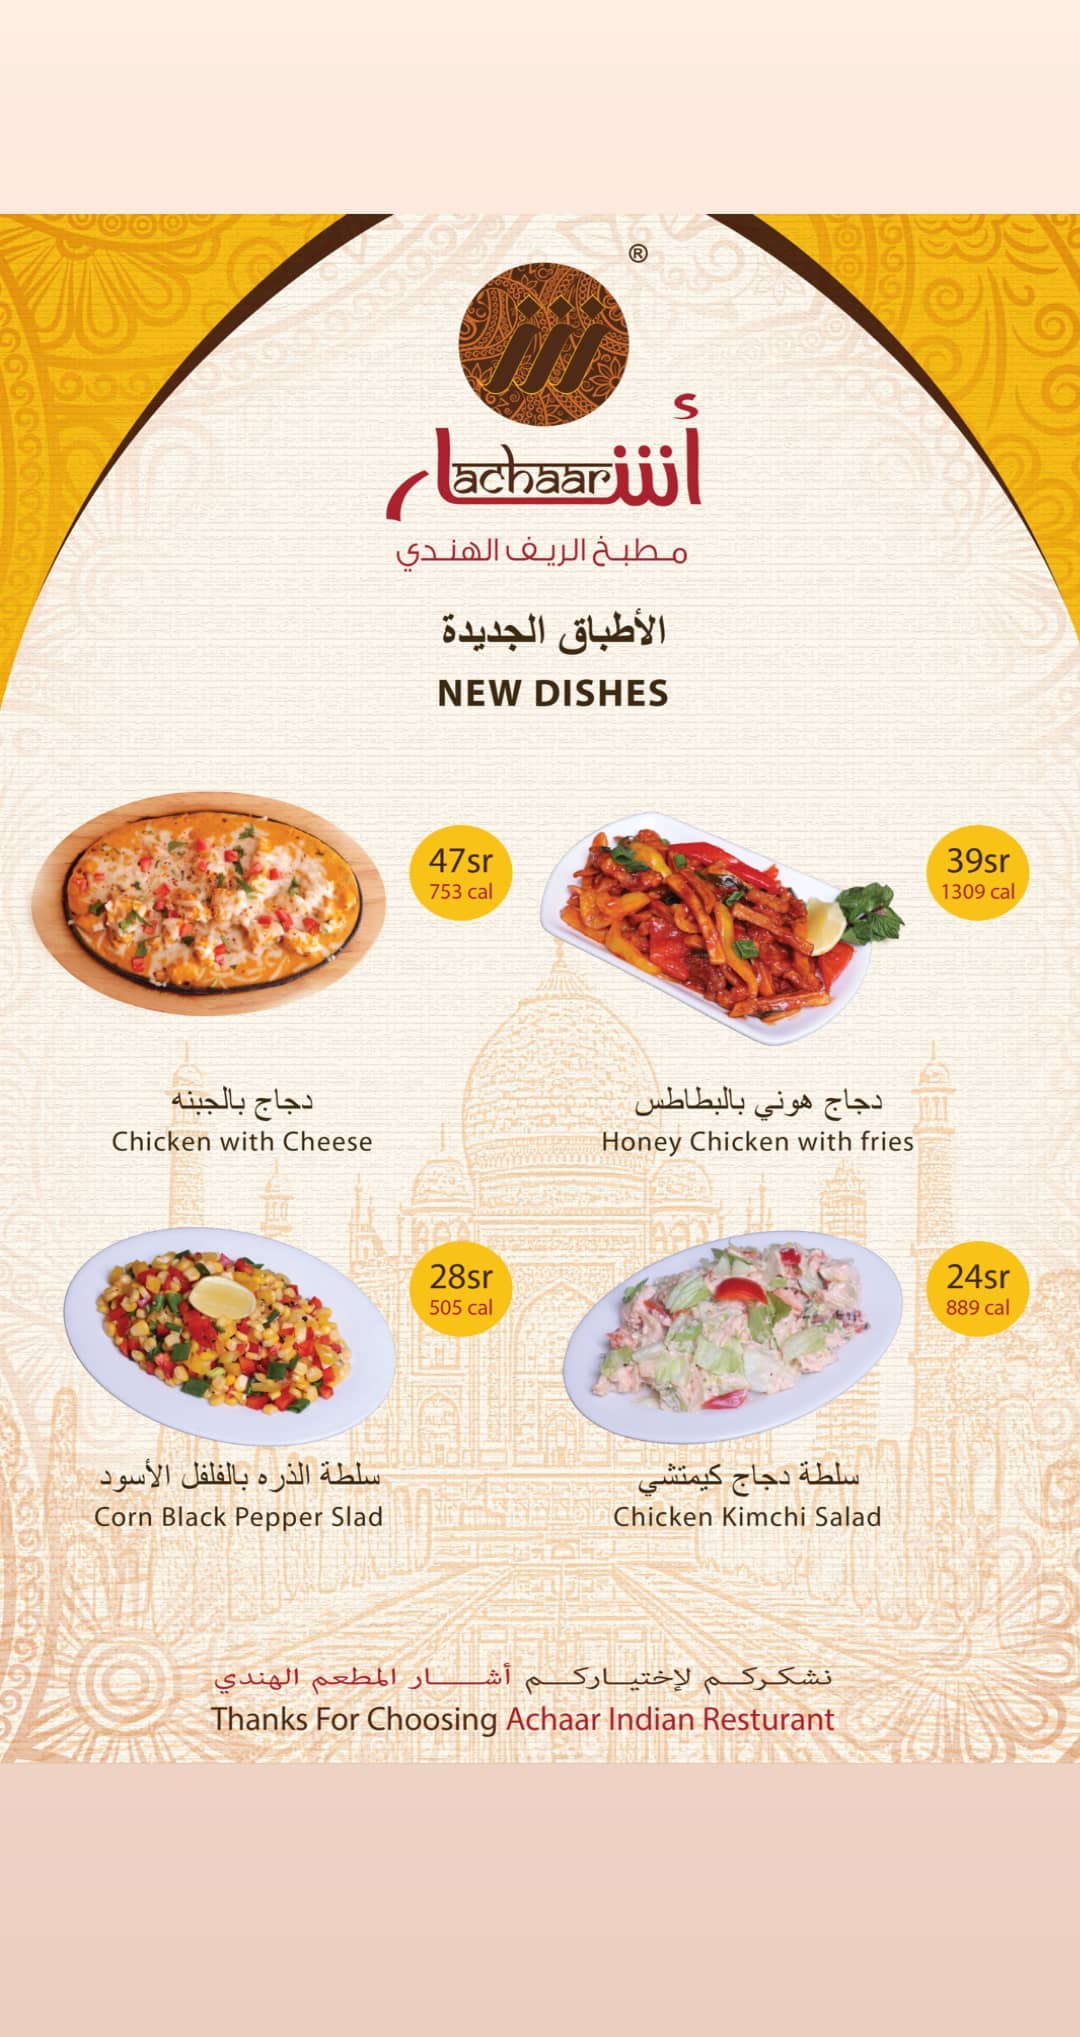 ®
أشار
achaar
مطبخ الريف الهندي
الأطباق الجديدة
NEW DISHES
47sr
753 cal
39sr
1309 cal
دجاج بالجبنه
Chicken with Cheese
دجاج هوني بالبطاطس
Honey Chicken with fries
28sr
505 cal
24sr
889 cal
سلطة الذره بالفلفل الأسود
Corn Black Pepper Slad
سلطة دجاج كيمتشي
Chicken Kimchi Salad
نشكركم لإختياركم أشار المطعم الهندي
Thanks For Choosing Achaar Indian Resturant